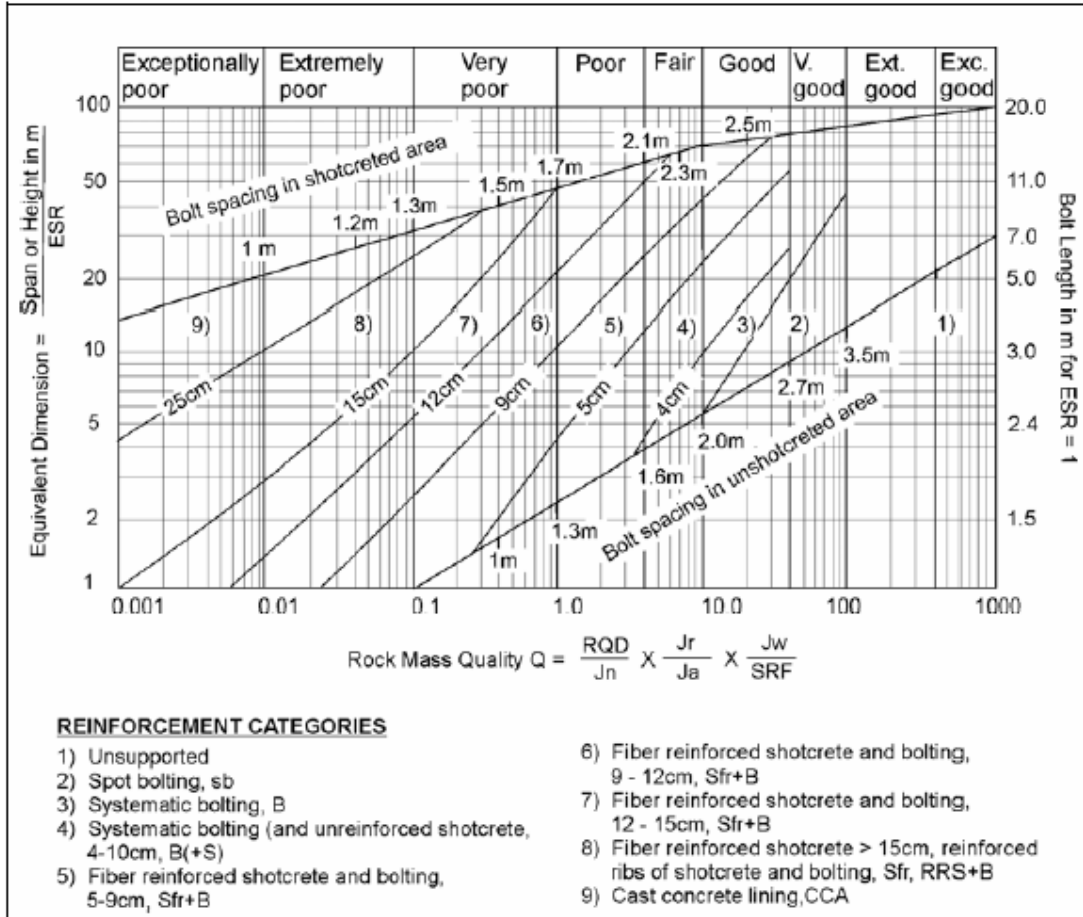 Exceptionally poor
Extremely poor
Very poor
Poor
Fair
Good
V. good
Ext. good
Exc. good
100
50
20
10
5
2
1
Equivalent Dimension = Span or Height in m / ESR
20.0
11.0
7.0
5.0
3.0
2.4
1.5
Bolt Length in m for ESR = 1
Bolt spacing in shotcreted area
1 m
1.2m
1.3m
1.5m
1.7m
2.1m
2.3m
2.5m
9)
8)
7)
6)
5)
4)
3)
2)
1)
25cm
15cm
12cm
9cm
5cm
4cm
3.5m
2.7m
2.0m
1.6m
1.3m
1m
Bolt spacing in unshotcreted area
0.001
0.01
0.1
1.0
10.0
100
1000
Rock Mass Quality Q = RQD/Jn X Jr/Ja X Jw/SRF
REINFORCEMENT CATEGORIES
1) Unsupported
2) Spot bolting, sb
3) Systematic bolting, B
4) Systematic bolting (and unreinforced shotcrete,
4-10cm, B(+S)
5) Fiber reinforced shotcrete and bolting,
5-9cm, Sfr+B
6) Fiber reinforced shotcrete and bolting,
9 - 12cm, Sfr+B
7) Fiber reinforced shotcrete and bolting,
12 - 15cm, Sfr+B
8) Fiber reinforced shotcrete > 15cm, reinforced
ribs of shotcrete and bolting, Sfr, RRS+B
9) Cast concrete lining,CCA